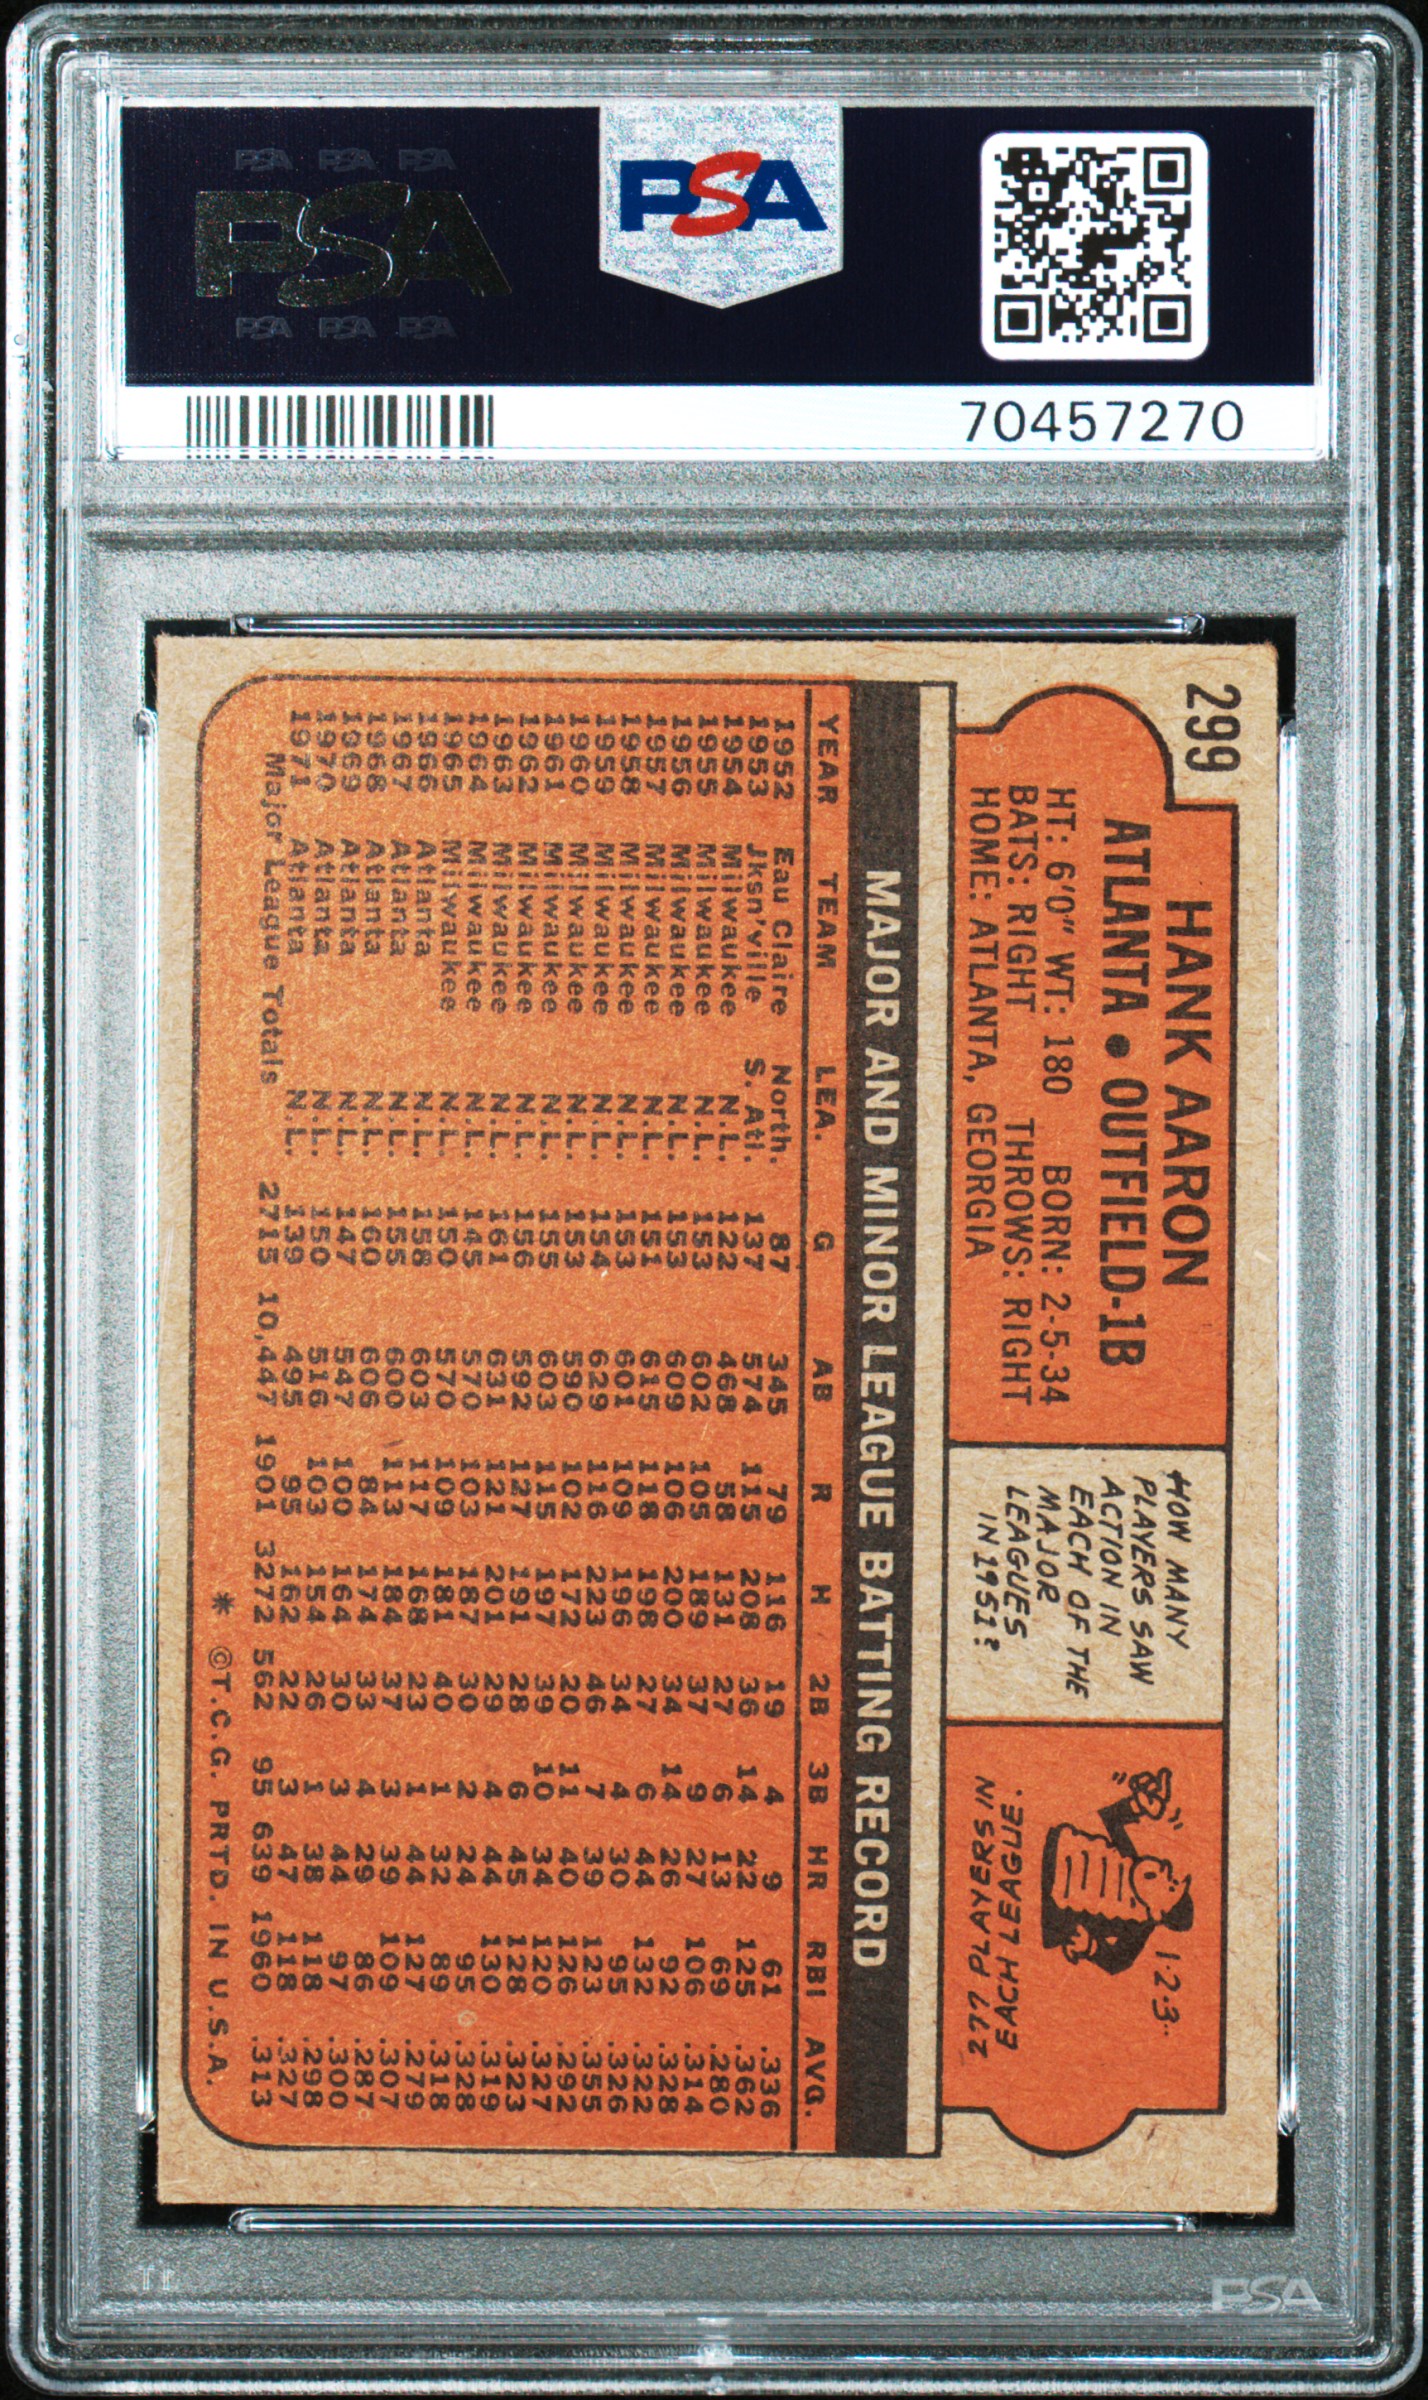 PSA PSA PSA
PSA
PSA PSA PSA
PSA
70457270
299
HANK AARON
ATLANTA • OUTFIELD-1B
HT: 6'0" WT: 180 BORN: 2-5-34
BATS: RIGHT THROWS: RIGHT
HOME: ATLANTA, GEORGIA
HOW MANY
PLAYERS SAW
ACTION IN
EACH OF THE
MAJOR
LEAGUES
IN 1951?
1-2-3..
277 PLAYERS IN
EACH LEAGUE.
MAJOR AND MINOR LEAGUE BATTING RECORD
YEAR TEAM LEA. G AB R H 2B 3B HR RBI AVG.
1952 Eau Claire North. 87 345 79 116 19 4 9 61 .336
1953 Jksn'ville S. Atl. 137 574 115 208 36 14 22 125 .362
1954 Milwaukee N.L. 122 468 58 131 27 6 13 69 .280
1955 Milwaukee N.L. 153 602 105 189 37 9 27 106 .314
1956 Milwaukee N.L. 153 609 106 200 34 14 26 92 .328
1957 Milwaukee N.L. 151 615 118 198 27 6 44 132 .322
1958 Milwaukee N.L. 153 601 109 196 34 4 30 95 .326
1959 Milwaukee N.L. 154 629 116 223 46 7 39 123 .355
1960 Milwaukee N.L. 153 590 102 172 20 11 40 126 .292
1961 Milwaukee N.L. 155 603 115 197 39 10 34 120 .327
1962 Milwaukee N.L. 156 592 127 191 28 6 45 128 .323
1963 Milwaukee N.L. 161 631 121 201 29 4 44 130 .319
1964 Milwaukee N.L. 145 570 103 187 30 2 24 95 .328
1965 Milwaukee N.L. 150 570 109 181 40 1 32 89 .318
1966 Atlanta N.L. 158 603 117 168 23 1 44 127 .279
1967 Atlanta N.L. 155 600 113 184 37 3 39 109 .307
1968 Atlanta N.L. 160 606 84 174 33 4 29 86 .287
1969 Atlanta N.L. 147 547 100 164 30 3 44 97 .300
1970 Atlanta N.L. 150 516 103 154 26 1 38 118 .298
1971 Atlanta N.L. 139 495 95 162 22 3 47 118 .327
Major League Totals 2715 10,447 1901 3272 562 95 639 1960 .313
* ©T.C.G. PRTD. IN U.S.A.
PSA